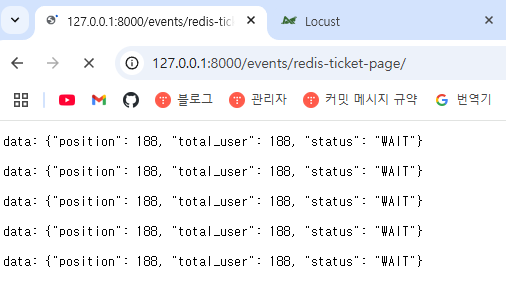 127.0.0.1:8000/events/redis-tic
Locust
127.0.0.1:8000/events/redis-ticket-page/
블로그
관리자
커밋 메시지 규약
번역기
data: {"position": 188, "total_user": 188, "status": "WAIT"}
data: {"position": 188, "total_user": 188, "status": "WAIT"}
data: {"position": 188, "total_user": 188, "status": "WAIT"}
data: {"position": 188, "total_user": 188, "status": "WAIT"}
data: {"position": 188, "total_user": 188, "status": "WAIT"}